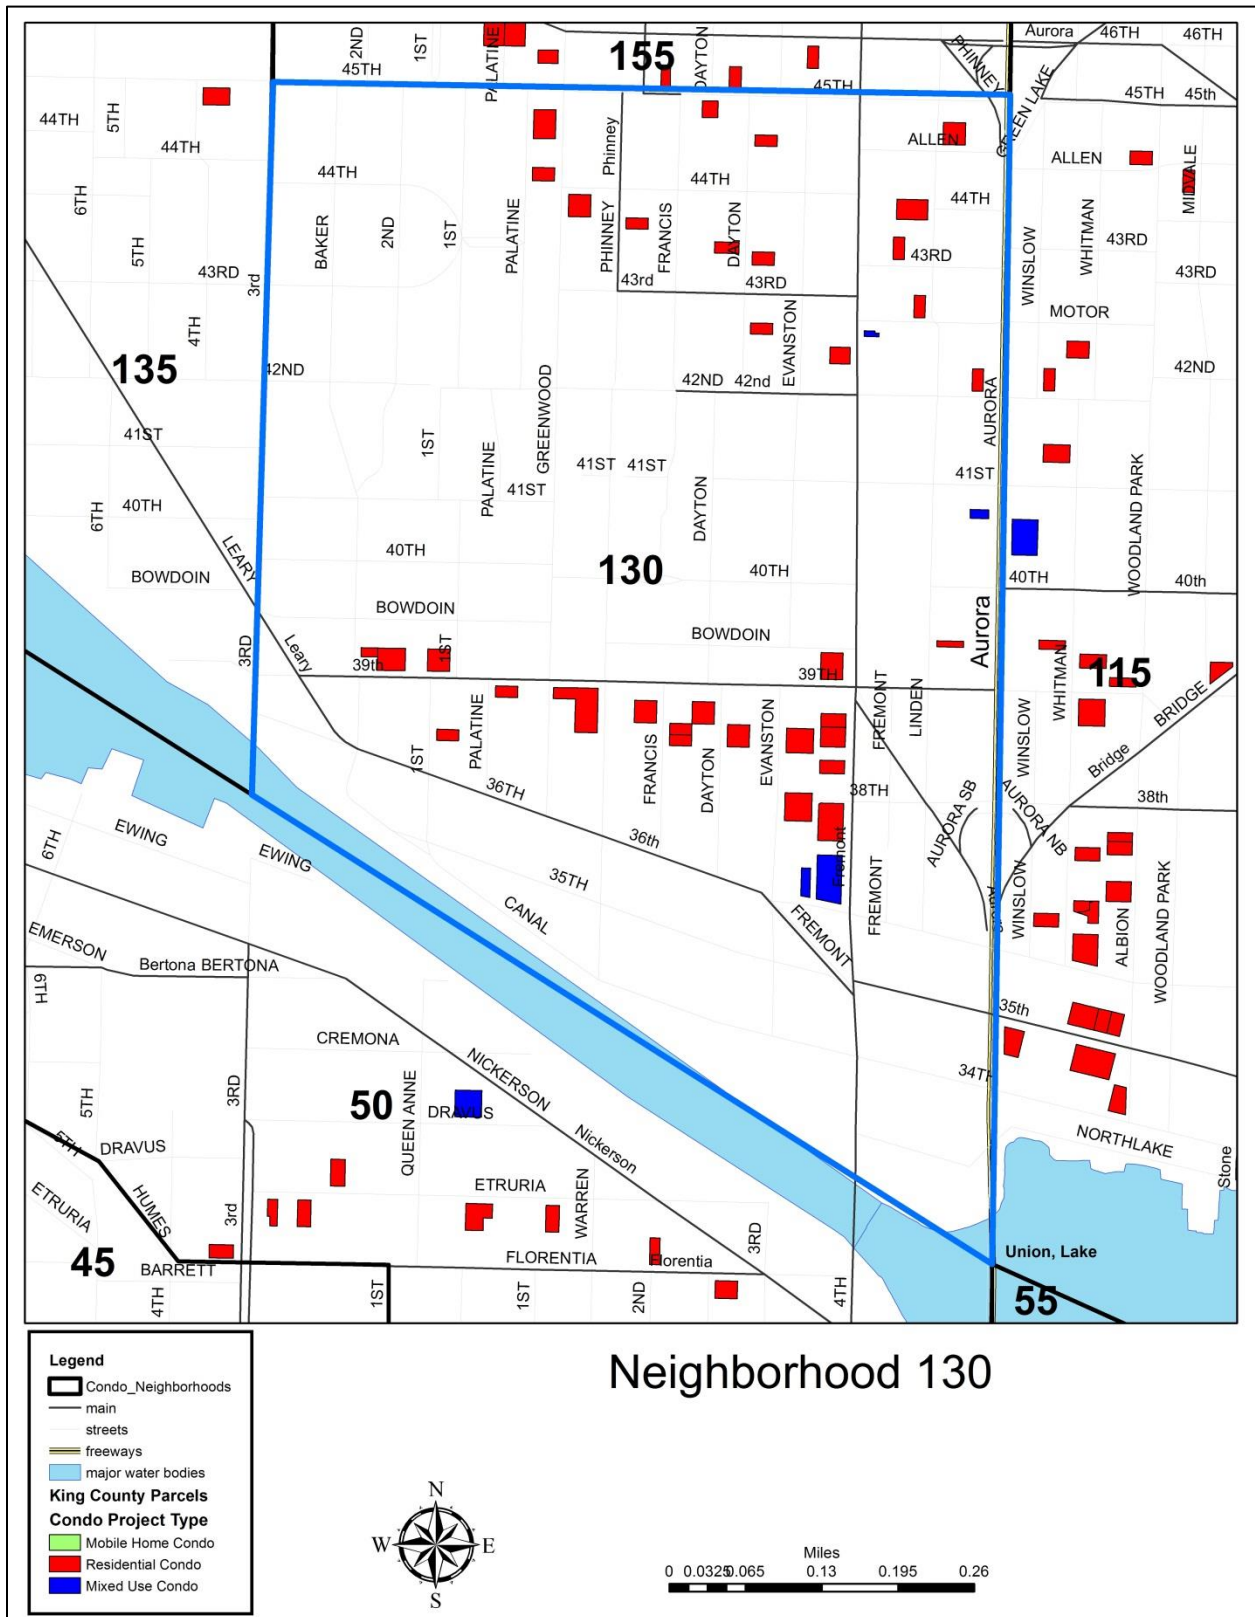 2ND
1ST
PALATINE
155
DAYTON
Aurora
46TH
46TH
PHINNEY
GREEN LAKE
45TH
45TH
45TH
45th
44TH
5TH
44TH
6TH
5TH
43RD
4TH
3rd
44TH
BAKER
2ND
1ST
PALATINE
Phinney
PHINNEY
44TH
FRANCIS
DAYTON
43rd
43RD
ALLEN
44TH
43RD
ALLEN
MIDVALE
WINSLOW
WHITMAN
43RD
43RD
MOTOR
135
42ND
EVANSTON
42ND
42nd
42ND
AURORA
41ST
1ST
PALATINE
GREENWOOD
41ST
41ST
41ST
DAYTON
41ST
WOODLAND PARK
6TH
40TH
LEARY
BOWDOIN
40TH
130
40TH
40TH
40th
BOWDOIN
BOWDOIN
3RD
Leary
39th
1ST
39TH
Aurora
FREMONT
LINDEN
WHITMAN
115
BRIDGE
Bridge
WINSLOW
1ST
PALATINE
36TH
FRANCIS
DAYTON
EVANSTON
36th
38TH
38th
AURORA SB
AURORA NB
6TH
EWING
EWING
35TH
CANAL
Fremont
FREMONT
FREMONT
Aurora
WINSLOW
ALBION
WOODLAND PARK
EMERSON
Bertona BERTONA
6TH
35th
CREMONA
NICKERSON
34TH
5TH
3RD
50
QUEEN ANNE
DRAVUS
Nickerson
NORTHLAKE
Stone
5TH
DRAVUS
ETRURIA
HUMES
3rd
ETRURIA
WARREN
3RD
45
BARRETT
FLORENTIA
Florentia
Union, Lake
4TH
1ST
1ST
2ND
4TH
55
Neighborhood 130
Legend
Condo_Neighborhoods
main
streets
freeways
major water bodies
King County Parcels
Condo Project Type
Mobile Home Condo
Residential Condo
Mixed Use Condo
N
W
E
S
Miles
0 0.03250.065 0.13 0.195 0.26